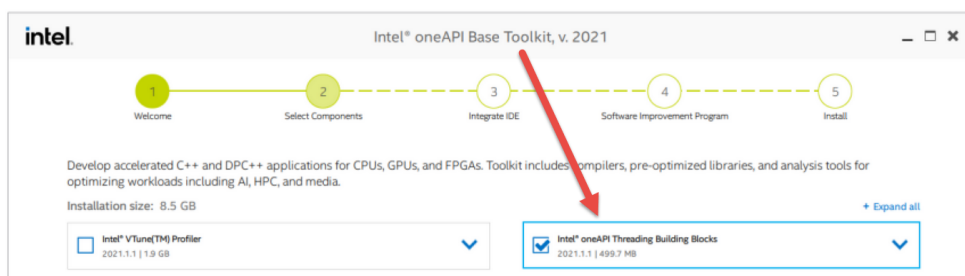 intel.
Intel® oneAPI Base Toolkit, v. 2021
1
2
3
4
5
Welcome
Select Components
Integrate IDE
Software Improvement Program
Install
Develop accelerated C++ and DPC++ applications for CPUs, GPUs, and FPGAs. Toolkit includes compilers, pre-optimized libraries, and analysis tools for
optimizing workloads including AI, HPC, and media.
Installation size: 8.5 GB
+ Expand all
Intel® VTune(TM) Profiler
2021.1.1 | 1.9 GB
Intel® oneAPI Threading Building Blocks
2021.1.1 | 499.7 MB